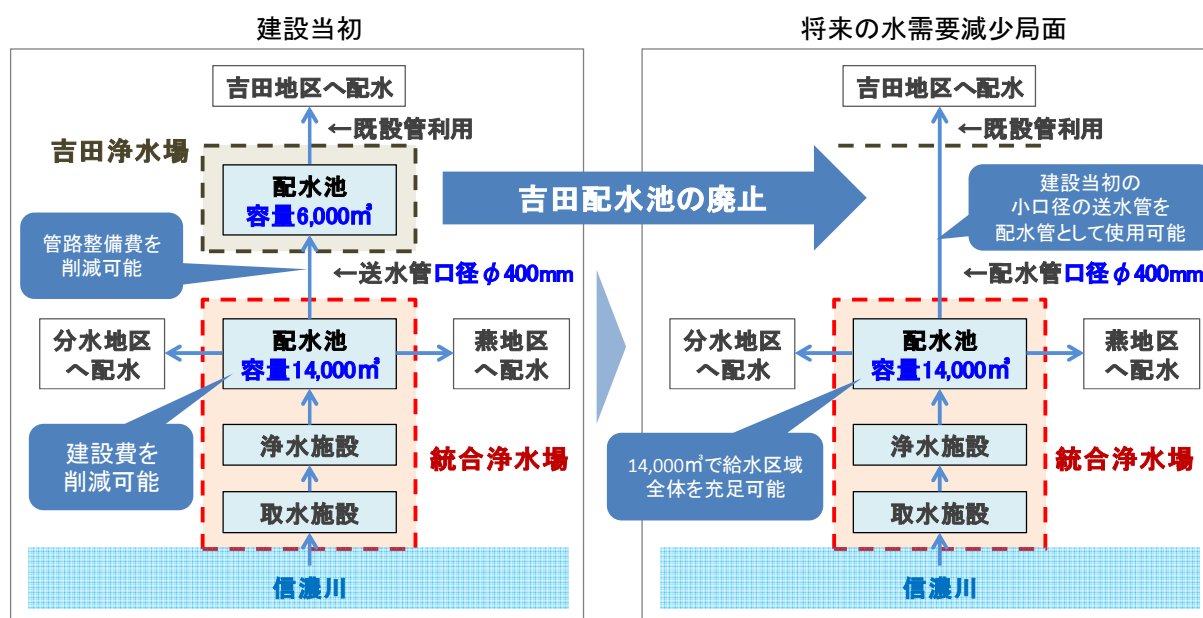 建設当初
吉田地区へ配水
←既設管利用
吉田浄水場
配水池
容量6,000㎥
管路整備費を
削減可能
←送水管口径φ400mm
分水地区
へ配水
配水池
容量14,000㎥
燕地区
へ配水
建設費を
削減可能
浄水施設
統合浄水場
取水施設
信濃川
吉田配水池の廃止
将来の水需要減少局面
吉田地区へ配水
←既設管利用
建設当初の
小口径の送水管を
配水管として使用可能
←配水管口径φ400mm
分水地区
へ配水
配水池
容量14,000㎥
燕地区
へ配水
14,000㎥で給水区域
全体を充足可能
浄水施設
統合浄水場
取水施設
信濃川